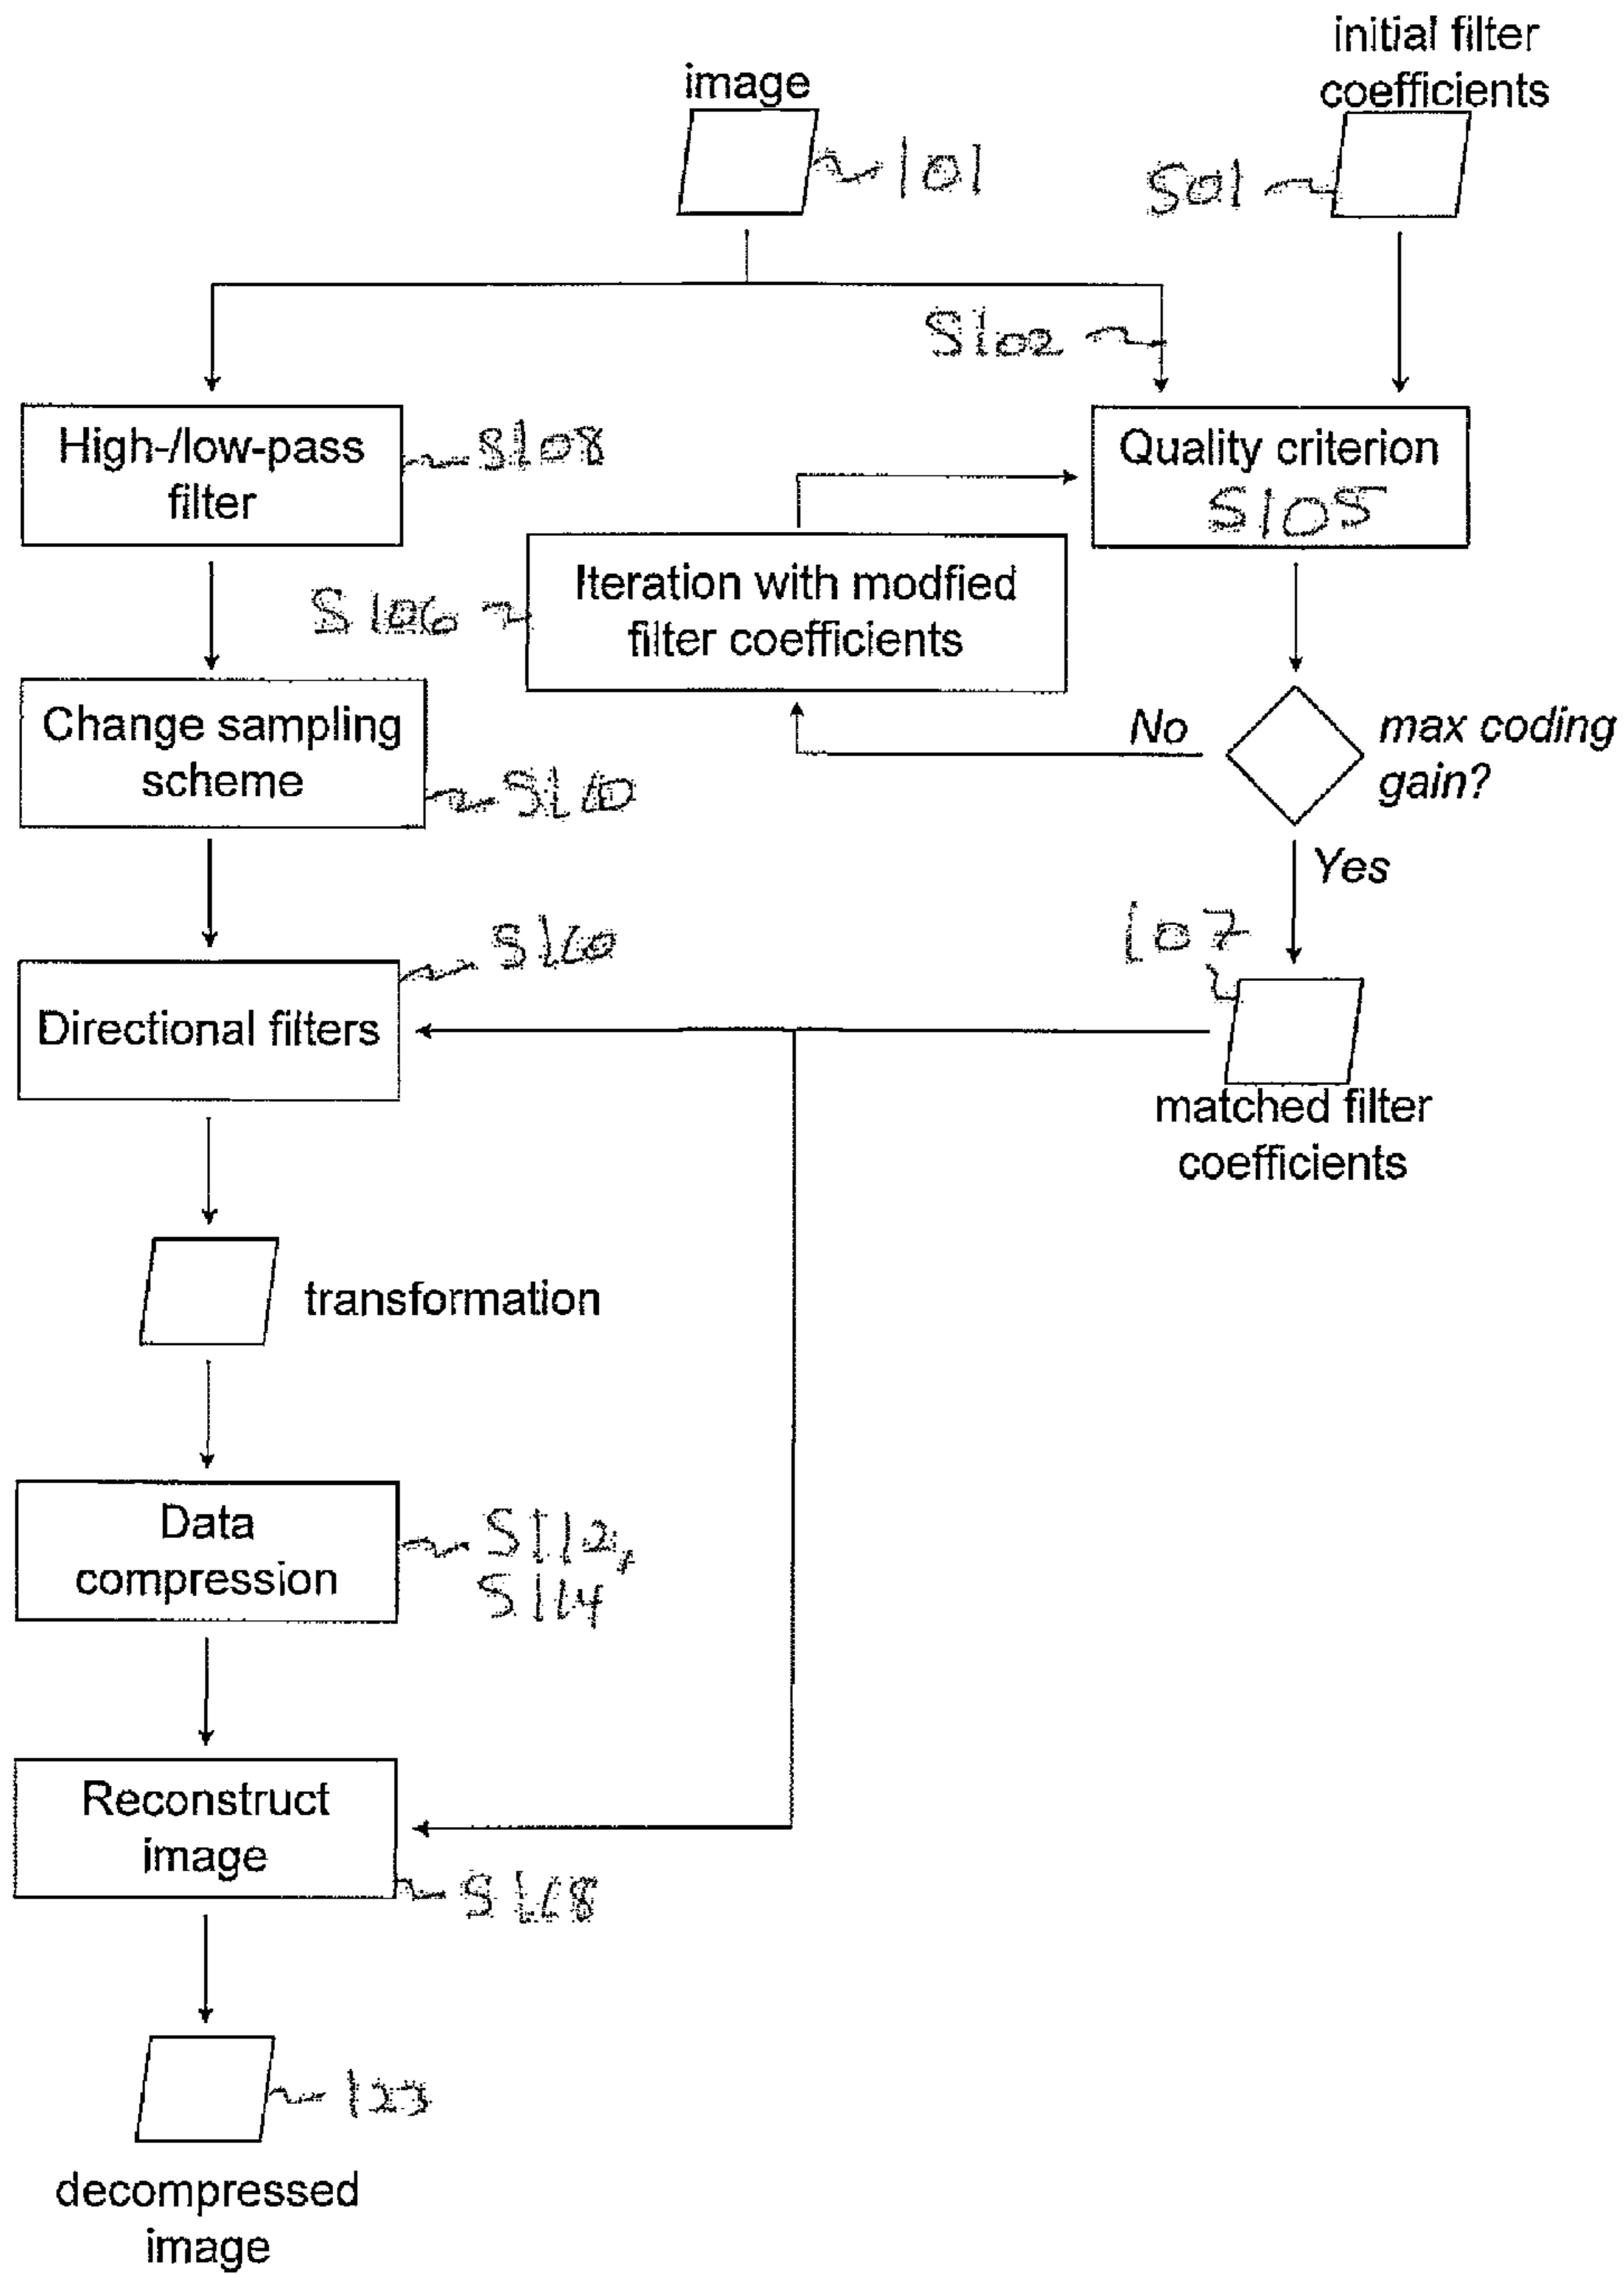 initial filter
coefficients
image
101
S01
S102
High-/low-pass
filter
S108
Quality criterion
S105
Iteration with modfied
filter coefficients
S106
Change sampling
scheme
S110
No
max coding
gain?
Yes
107
S110
Directional filters
matched filter
coefficients
transformation
Data
compression
S112,
S114
Reconstruct
image
S118
123
decompressed
image